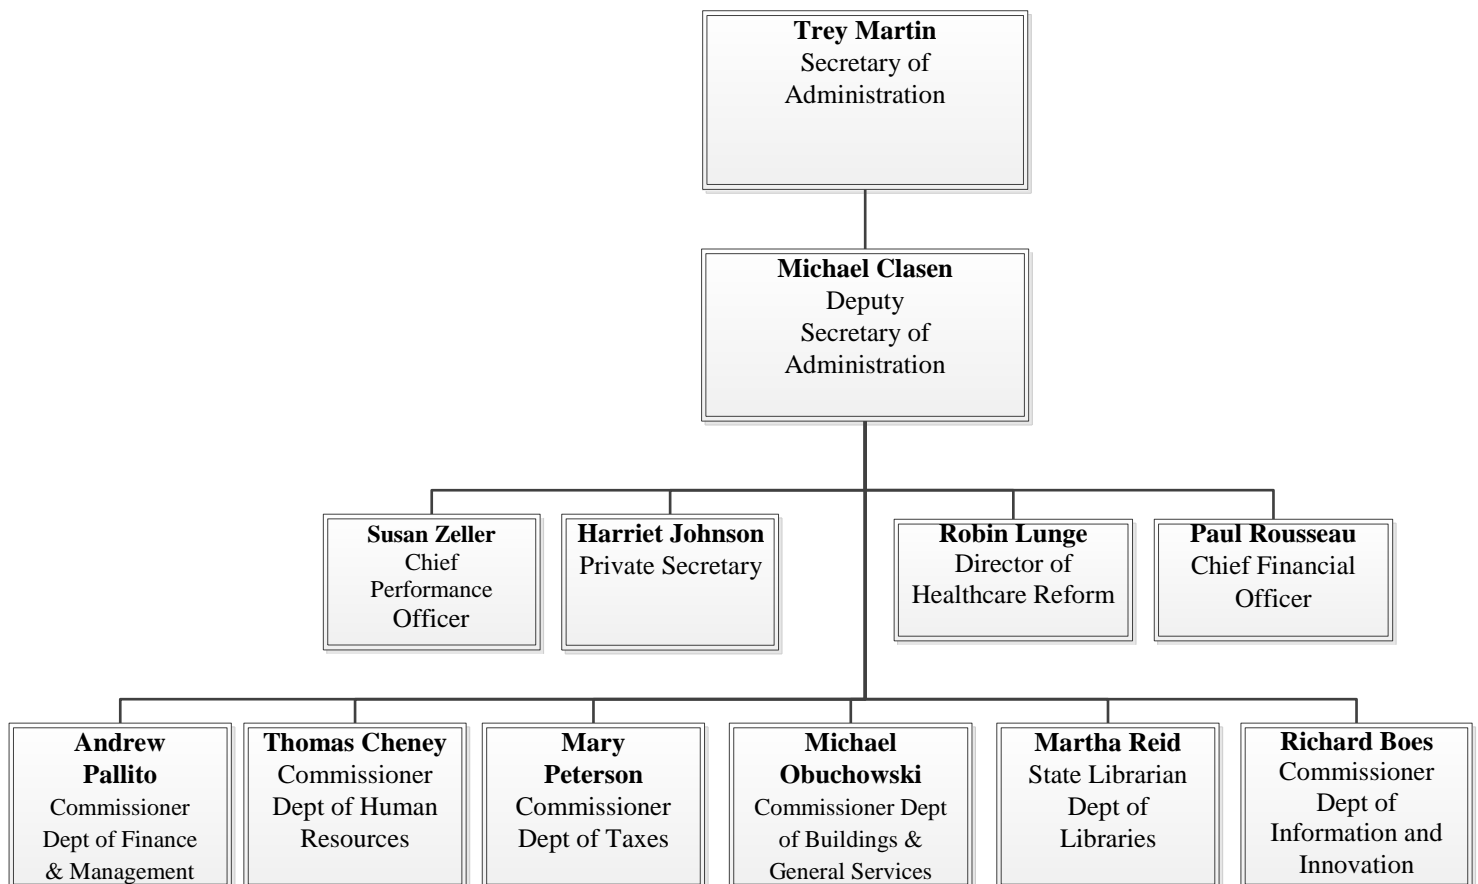 Trey Martin
Secretary of
Administration
Michael Clasen
Deputy
Secretary of
Administration
Susan Zeller
Chief
Performance
Officer
Harriet Johnson
Private Secretary
Robin Lunge
Director of
Healthcare Reform
Paul Rousseau
Chief Financial
Officer
Andrew
Pallito
Commissioner
Dept of Finance
& Management
Thomas Cheney
Commissioner
Dept of Human
Resources
Mary
Peterson
Commissioner
Dept of Taxes
Michael
Obuchowski
Commissioner Dept
of Buildings &
General Services
Martha Reid
State Librarian
Dept of
Libraries
Richard Boes
Commissioner
Dept of
Information and
Innovation